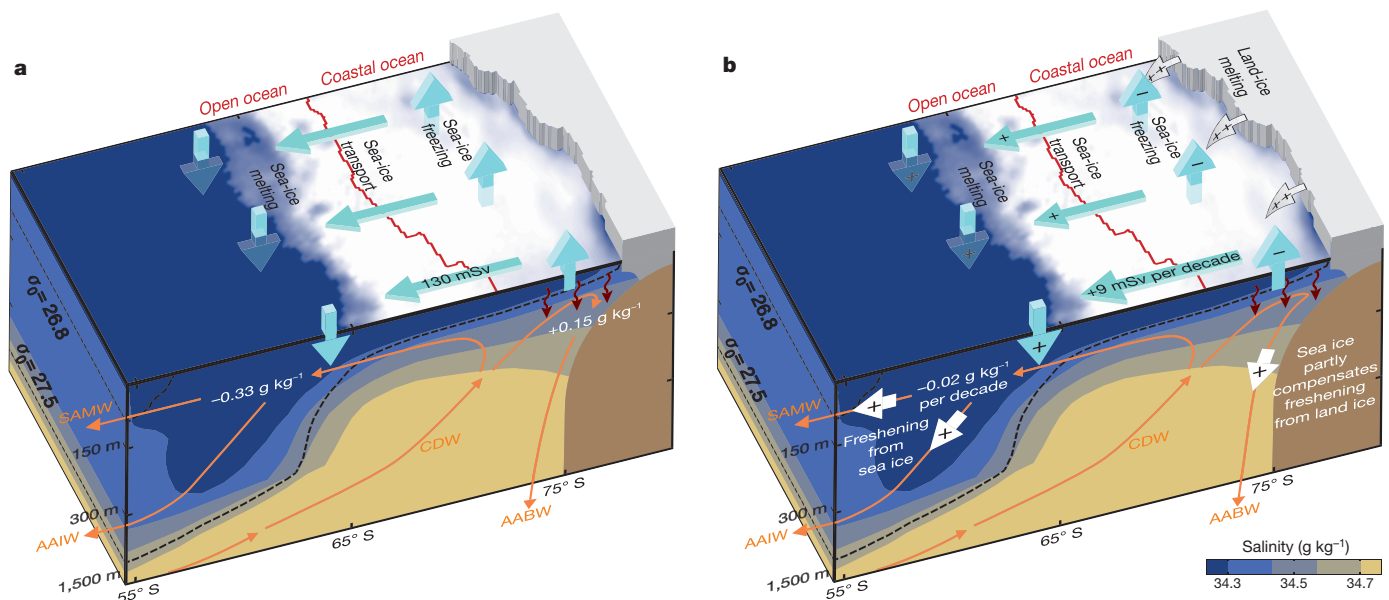 a
Open ocean
Coastal ocean
Sea-ice
freezing
Sea-ice
transport
Sea-ice
melting
130 mSv
+0.15 g kg⁻¹
−0.33 g kg⁻¹
σ₀= 26.8
σ₀= 27.5
SAMW
150 m
300 m
AAIW
1,500 m
55° S
65° S
75° S
CDW
AABW
b
Open ocean
Coastal ocean
Land-ice
melting
Sea-ice
freezing
Sea-ice
transport
Sea-ice
melting
+9 mSv per decade
−0.02 g kg⁻¹
per decade
Freshening
from
sea ice
Sea ice
partly
compensates
freshening
from land ice
σ₀= 26.8
σ₀= 27.5
SAMW
150 m
300 m
AAIW
1,500 m
55° S
65° S
75° S
CDW
AABW
Salinity (g kg⁻¹)
34.3 34.5 34.7